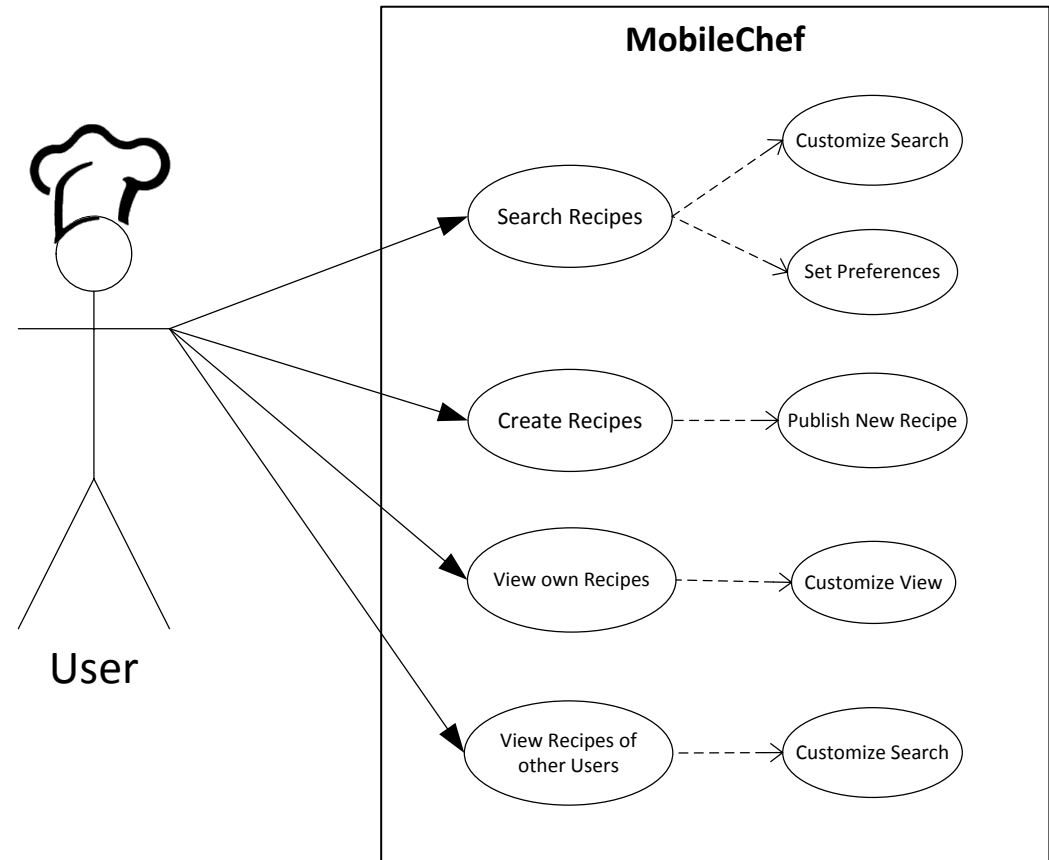 MobileChef
Customize Search
Search Recipes
Set Preferences
Create Recipes
Publish New Recipe
View own Recipes
Customize View
User
View Recipes of
other Users
Customize Search